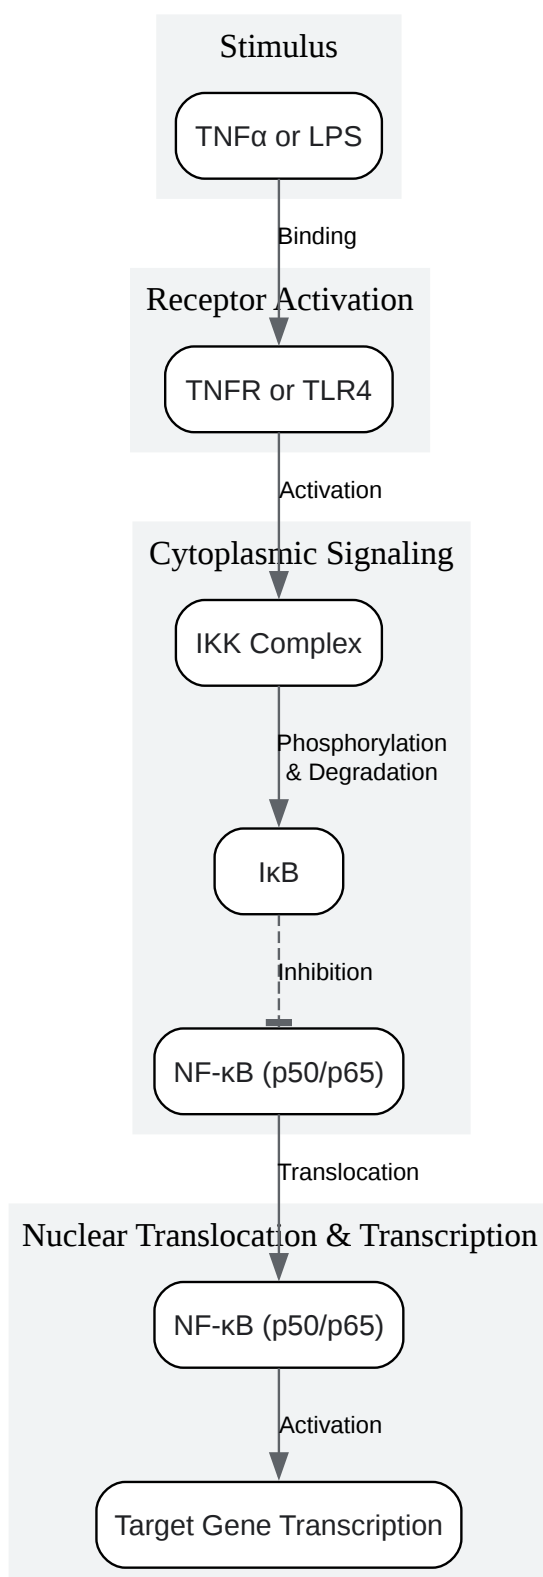 Stimulus
TNFα or LPS
Binding
Receptor Activation
TNFR or TLR4
Activation
Cytoplasmic Signaling
IKK Complex
Phosphorylation
& Degradation
IκB
Inhibition
NF-κB (p50/p65)
Translocation
Nuclear Translocation & Transcription
NF-κB (p50/p65)
Activation
Target Gene Transcription